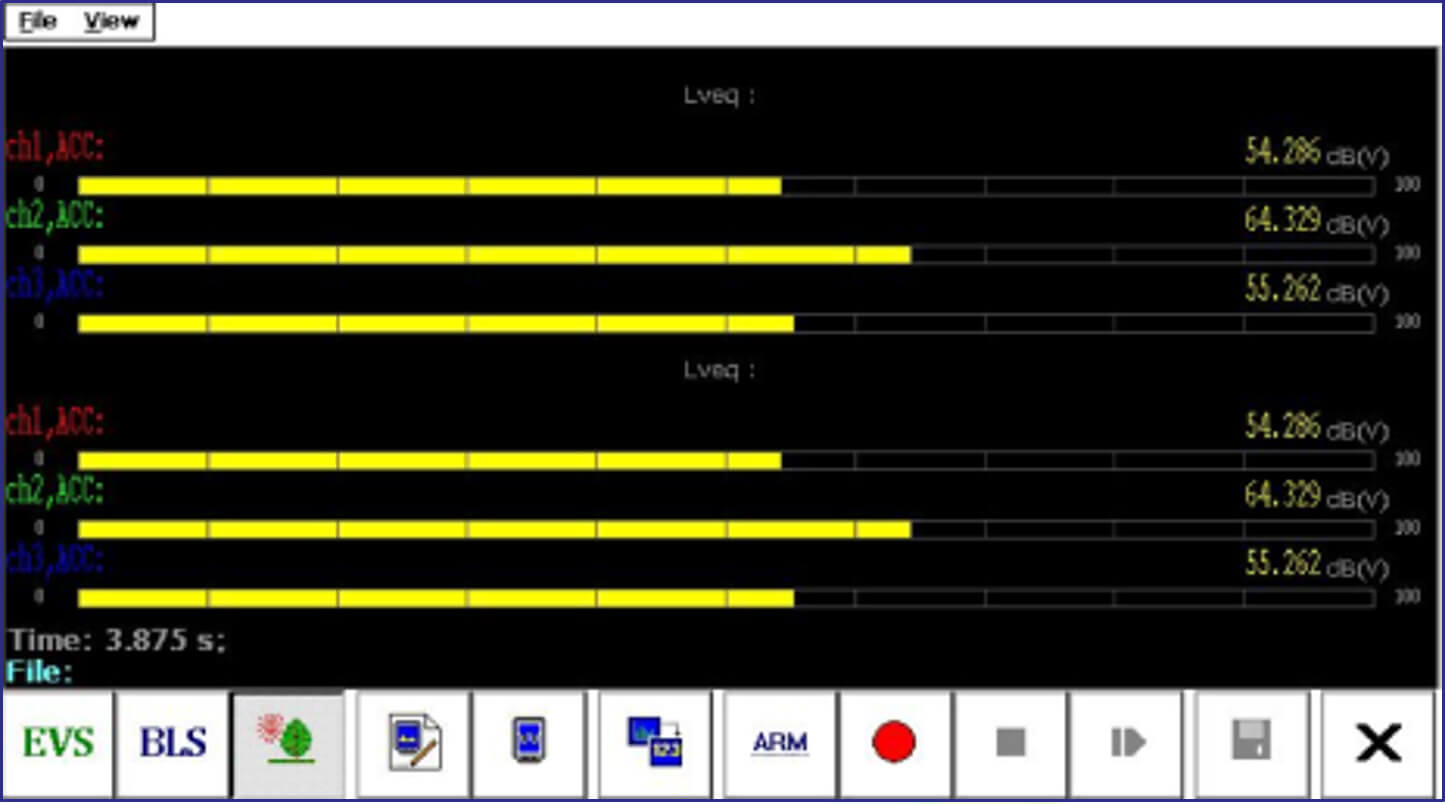 File View
Lveq :
ch1,ACC: 54.286 dB(V)
0 100
ch2,ACC: 64.329 dB(V)
0 100
ch3,ACC: 55.262 dB(V)
0 100
Lveq :
ch1,ACC: 54.286 dB(V)
0 100
ch2,ACC: 64.329 dB(V)
0 100
ch3,ACC: 55.262 dB(V)
0 100
Time: 3.875 s;
File:
EVS BLS 123 ARM